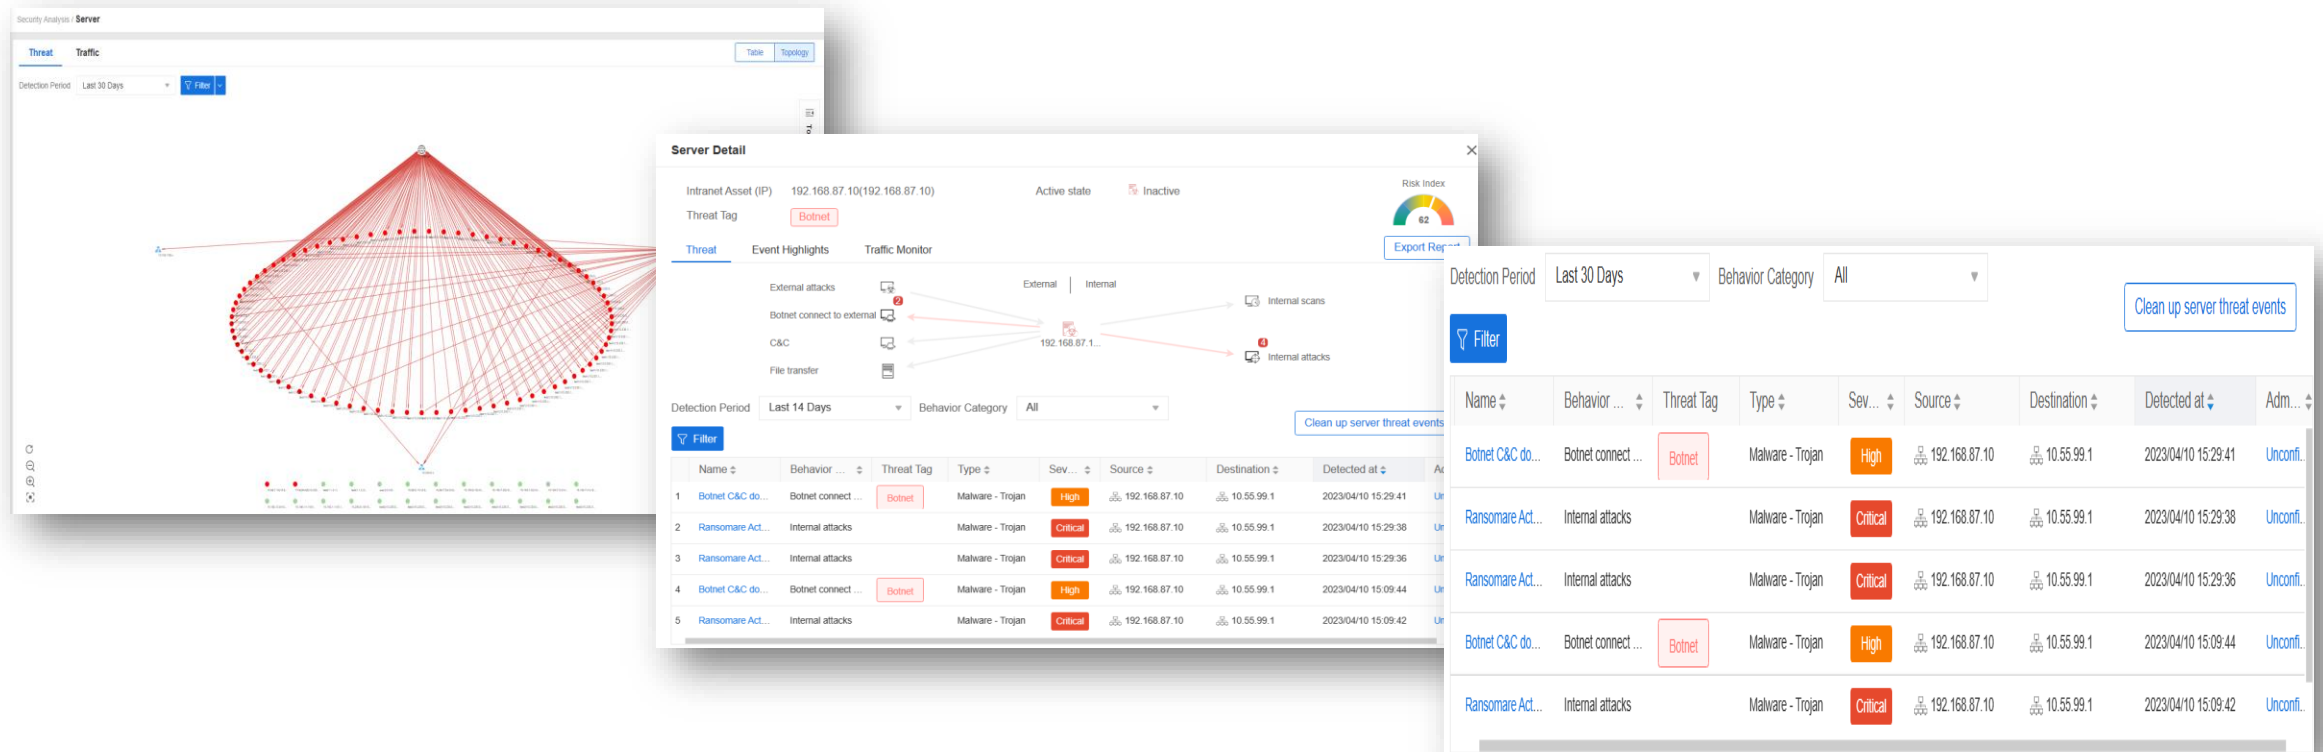 Security Analysis / Server
Threat Traffic
Table Topology
Detection Period Last 30 Days Filter
To
Server Detail
Intranet Asset (IP) 192.168.87.10(192.168.87.10) Active state Inactive
Risk Index
62
Threat Tag Botnet
Threat Event Highlights Traffic Monitor
Export Report
External attacks
External Internal
2
Botnet connect to external
C&C
File transfer
192.168.87.1...
Internal scans
4
Internal attacks
Detection Period Last 14 Days Behavior Category All
Clean up server threat events
Filter
Name Behavior ... Threat Tag Type Sev... Source Destination Detected at Ad
1 Botnet C&C do... Botnet connect ... Botnet Malware - Trojan High 192.168.87.10 10.55.99.1 2023/04/10 15:29:41 Un
2 Ransomare Act... Internal attacks Malware - Trojan Critical 192.168.87.10 10.55.99.1 2023/04/10 15:29:38 Un
3 Ransomare Act... Internal attacks Malware - Trojan Critical 192.168.87.10 10.55.99.1 2023/04/10 15:29:36 Un
4 Botnet C&C do... Botnet connect ... Botnet Malware - Trojan High 192.168.87.10 10.55.99.1 2023/04/10 15:09:44 Un
5 Ransomare Act... Internal attacks Malware - Trojan Critical 192.168.87.10 10.55.99.1 2023/04/10 15:09:42 Un
Detection Period Last 30 Days Behavior Category All
Clean up server threat events
Filter
Name Behavior ... Threat Tag Type Sev... Source Destination Detected at Adm...
Botnet C&C do... Botnet connect ... Botnet Malware - Trojan High 192.168.87.10 10.55.99.1 2023/04/10 15:29:41 Unconfi..
Ransomare Act... Internal attacks Malware - Trojan Critical 192.168.87.10 10.55.99.1 2023/04/10 15:29:38 Unconfi..
Ransomare Act... Internal attacks Malware - Trojan Critical 192.168.87.10 10.55.99.1 2023/04/10 15:29:36 Unconfi..
Botnet C&C do... Botnet connect ... Botnet Malware - Trojan High 192.168.87.10 10.55.99.1 2023/04/10 15:09:44 Unconfi..
Ransomare Act... Internal attacks Malware - Trojan Critical 192.168.87.10 10.55.99.1 2023/04/10 15:09:42 Unconfi..